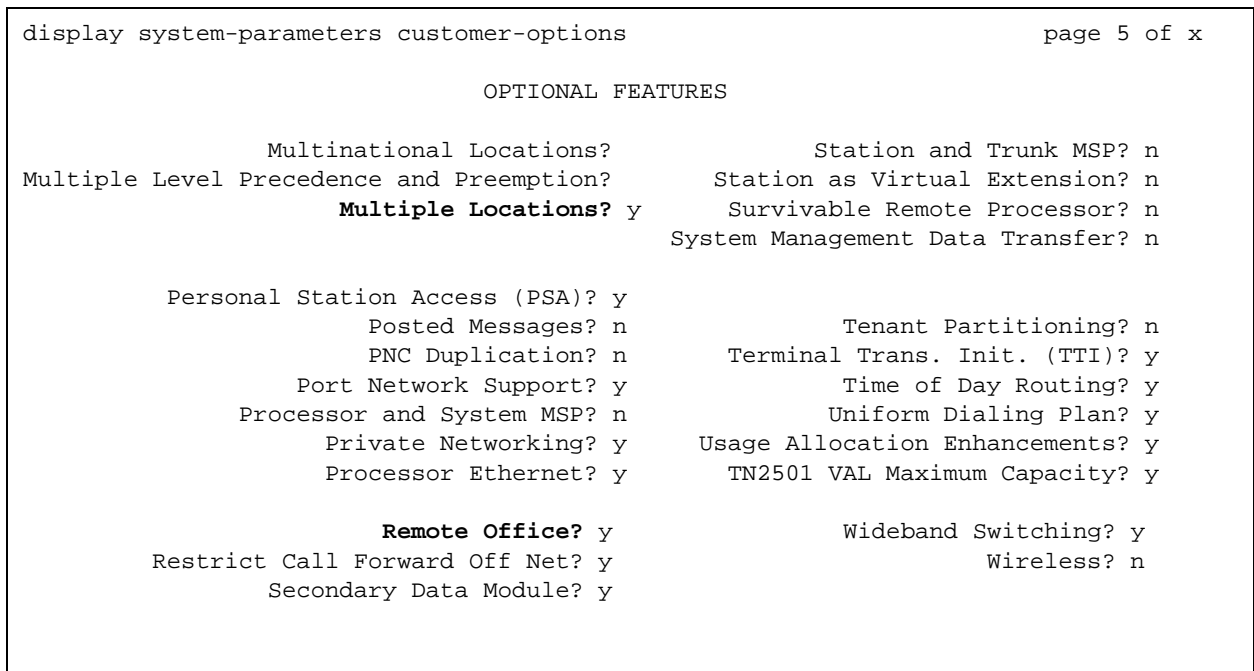 display system-parameters customer-options page 5 of x
OPTIONAL FEATURES
Multinational Locations? Station and Trunk MSP? n
Multiple Level Precedence and Preemption? Station as Virtual Extension? n
Multiple Locations? y Survivable Remote Processor? n
System Management Data Transfer? n
Personal Station Access (PSA)? y
Posted Messages? n Tenant Partitioning? n
PNC Duplication? n Terminal Trans. Init. (TTI)? y
Port Network Support? y Time of Day Routing? y
Processor and System MSP? n Uniform Dialing Plan? y
Private Networking? y Usage Allocation Enhancements? y
Processor Ethernet? y TN2501 VAL Maximum Capacity? y
Remote Office? y Wideband Switching? y
Restrict Call Forward Off Net? y Wireless? n
Secondary Data Module? y